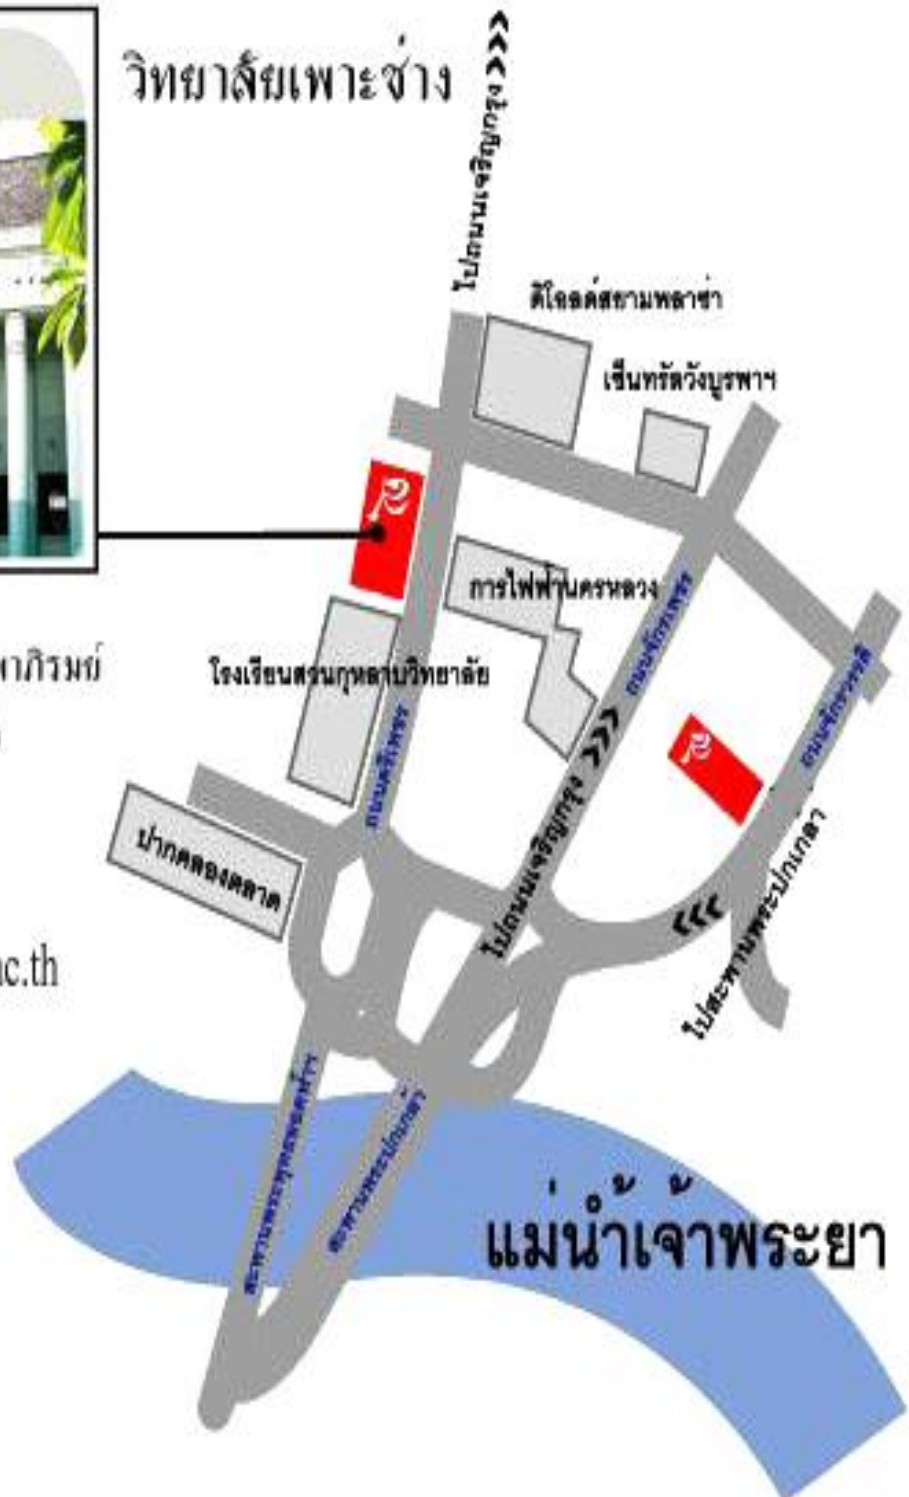 วิทยาลัยเพาะช่าง
ไปถนนเจริญกรุง >>>>
ดิโอลด์สยามพลาซ่า
เซ็นทรัลวังบูรพาฯ
การไฟฟ้านครหลวง
ถนนจักรเพชร
โรงเรียนสวนกุหลาบวิทยาลัย
ถนนตรีเพชร
ถนนจักรวรรดิ
ปากคลองตลาด
ไปถนนเจริญกรุง >>>
<<<
ไปสะพานพระปกเกล้า
สะพานพระพุทธยอดฟ้าฯ
สะพานพระปกเกล้า
แม่น้ำเจ้าพระยา
าภิรมย์
c.th